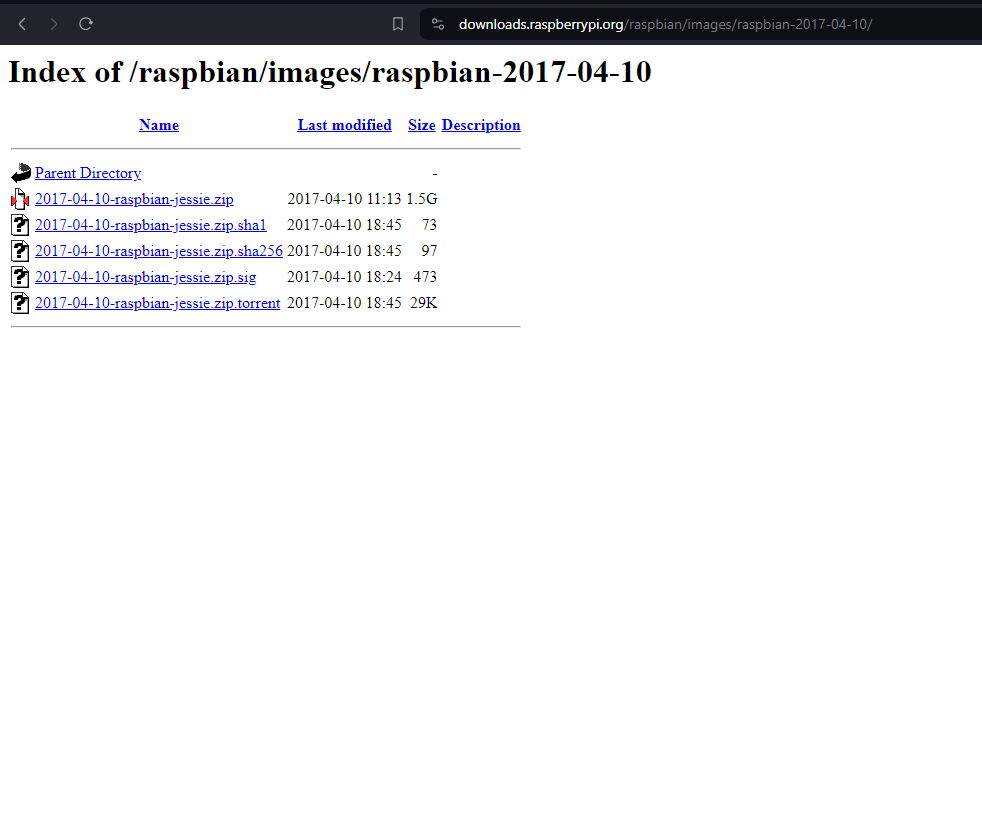 downloads.raspberrypi.org/raspbian/images/raspbian-2017-04-10/
Index of /raspbian/images/raspbian-2017-04-10
Name Last modified Size Description
Parent Directory -
2017-04-10-raspbian-jessie.zip 2017-04-10 11:13 1.5G
2017-04-10-raspbian-jessie.zip.sha1 2017-04-10 18:45 73
2017-04-10-raspbian-jessie.zip.sha256 2017-04-10 18:45 97
2017-04-10-raspbian-jessie.zip.sig 2017-04-10 18:24 473
2017-04-10-raspbian-jessie.zip.torrent 2017-04-10 18:45 29K